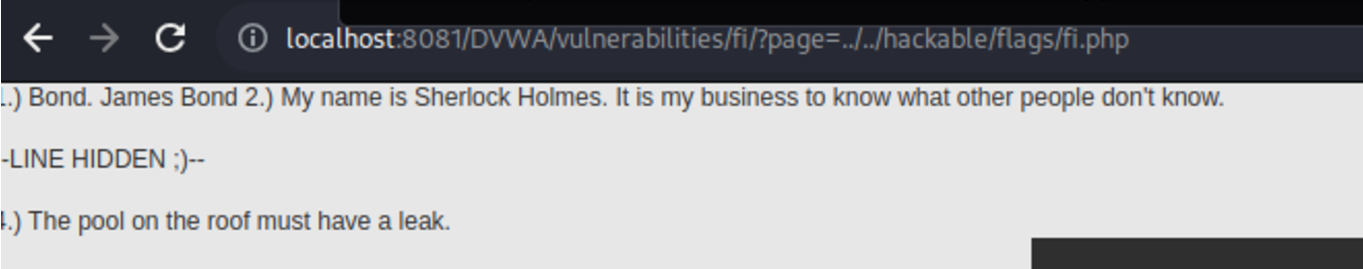 localhost:8081/DVWA/vulnerabilities/fi/?page=../../hackable/flags/fi.php
1.) Bond. James Bond 2.) My name is Sherlock Holmes. It is my business to know what other people don't know.
-LINE HIDDEN ;)--
4.) The pool on the roof must have a leak.